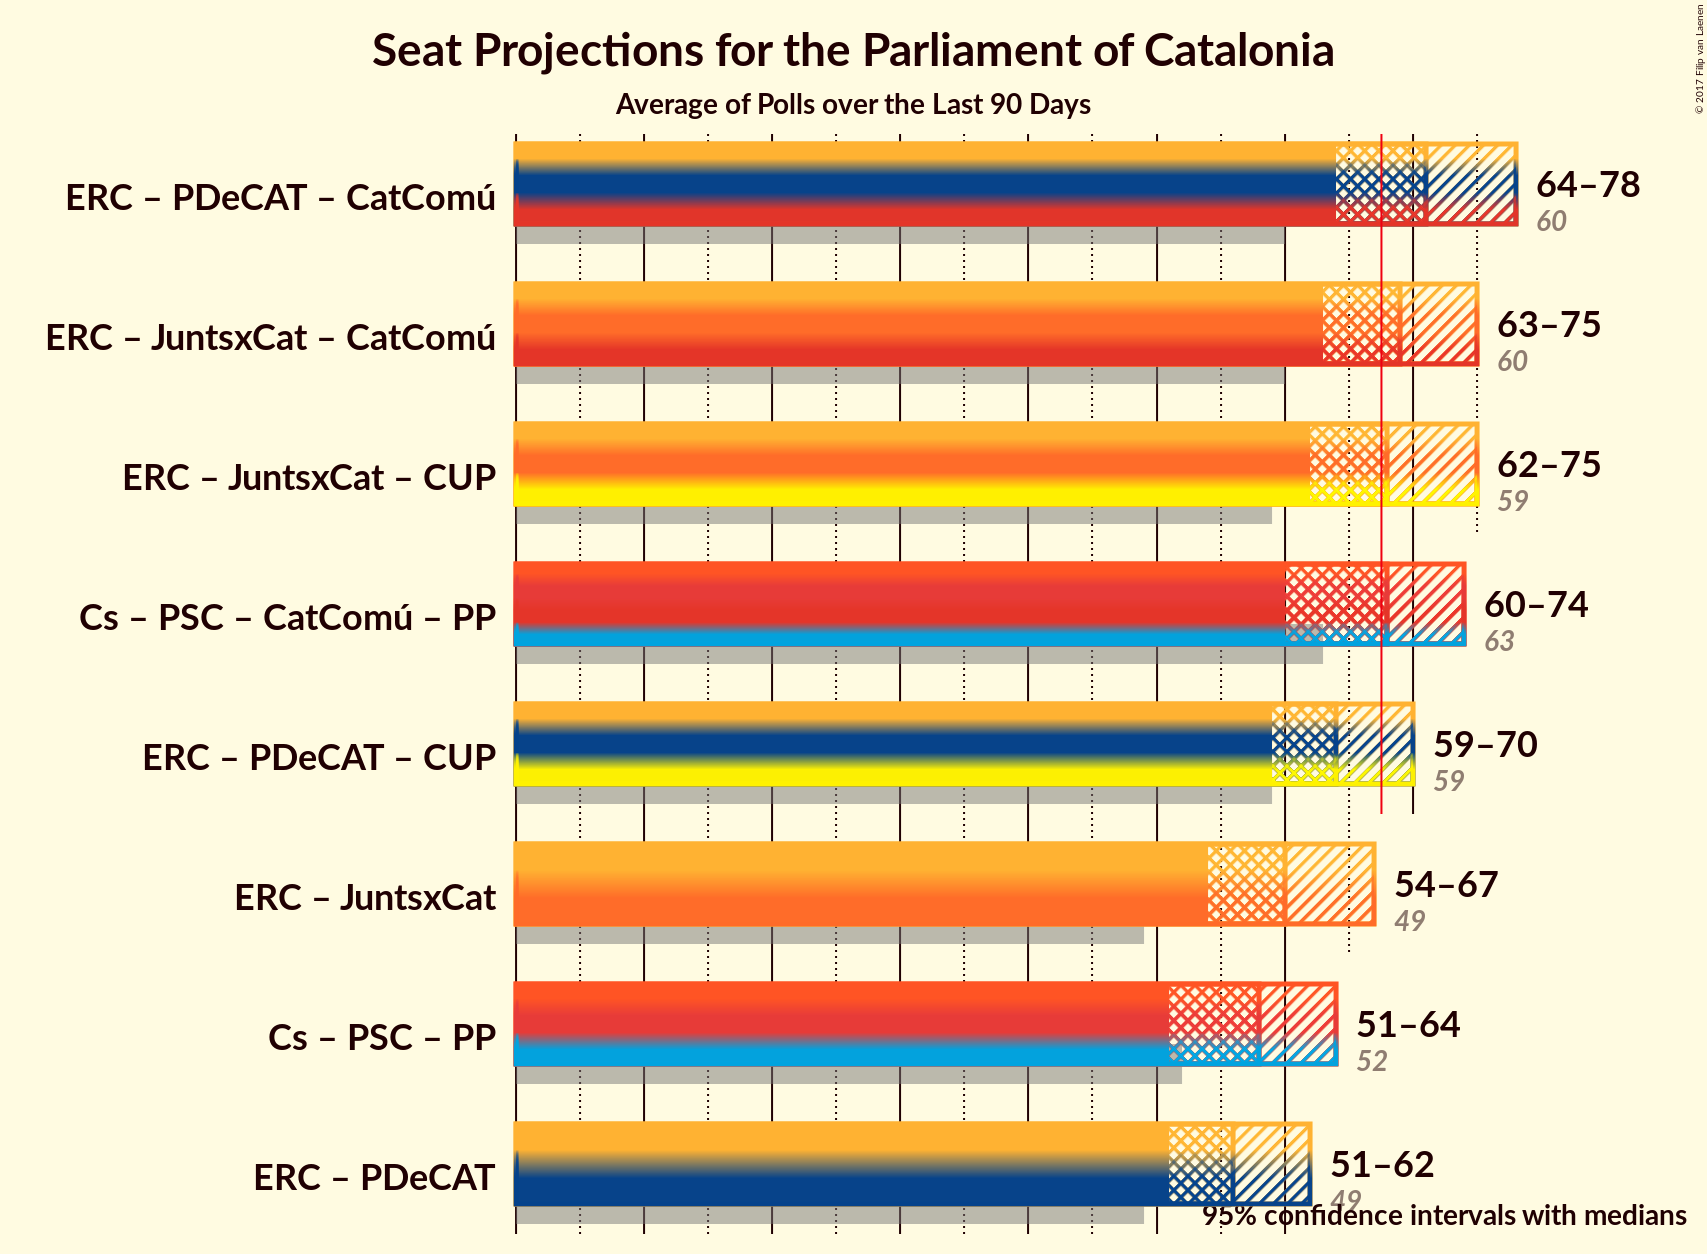 Seat Projections for the Parliament of Catalonia
Average of Polls over the Last 90 Days
© 2017 Filip van Laenen
ERC – PDeCAT – CatComú
64–78
60
ERC – JuntsxCat – CatComú
63–75
60
ERC – JuntsxCat – CUP
62–75
59
Cs – PSC – CatComú – PP
60–74
63
ERC – PDeCAT – CUP
59–70
59
ERC – JuntsxCat
54–67
49
Cs – PSC – PP
51–64
52
ERC – PDeCAT
51–62
49
95% confidence intervals with medians